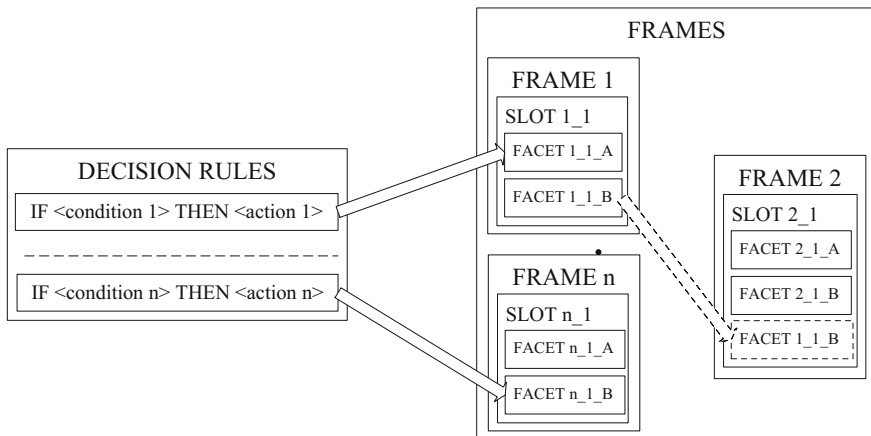 DECISION RULES
IF <condition 1> THEN <action 1>
IF <condition n> THEN <action n>
FRAMES
FRAME 1
SLOT 1_1
FACET 1_1_A
FACET 1_1_B
FRAME n
SLOT n_1
FACET n_1_A
FACET n_1_B
FRAME 2
SLOT 2_1
FACET 2_1_A
FACET 2_1_B
FACET 1_1_B